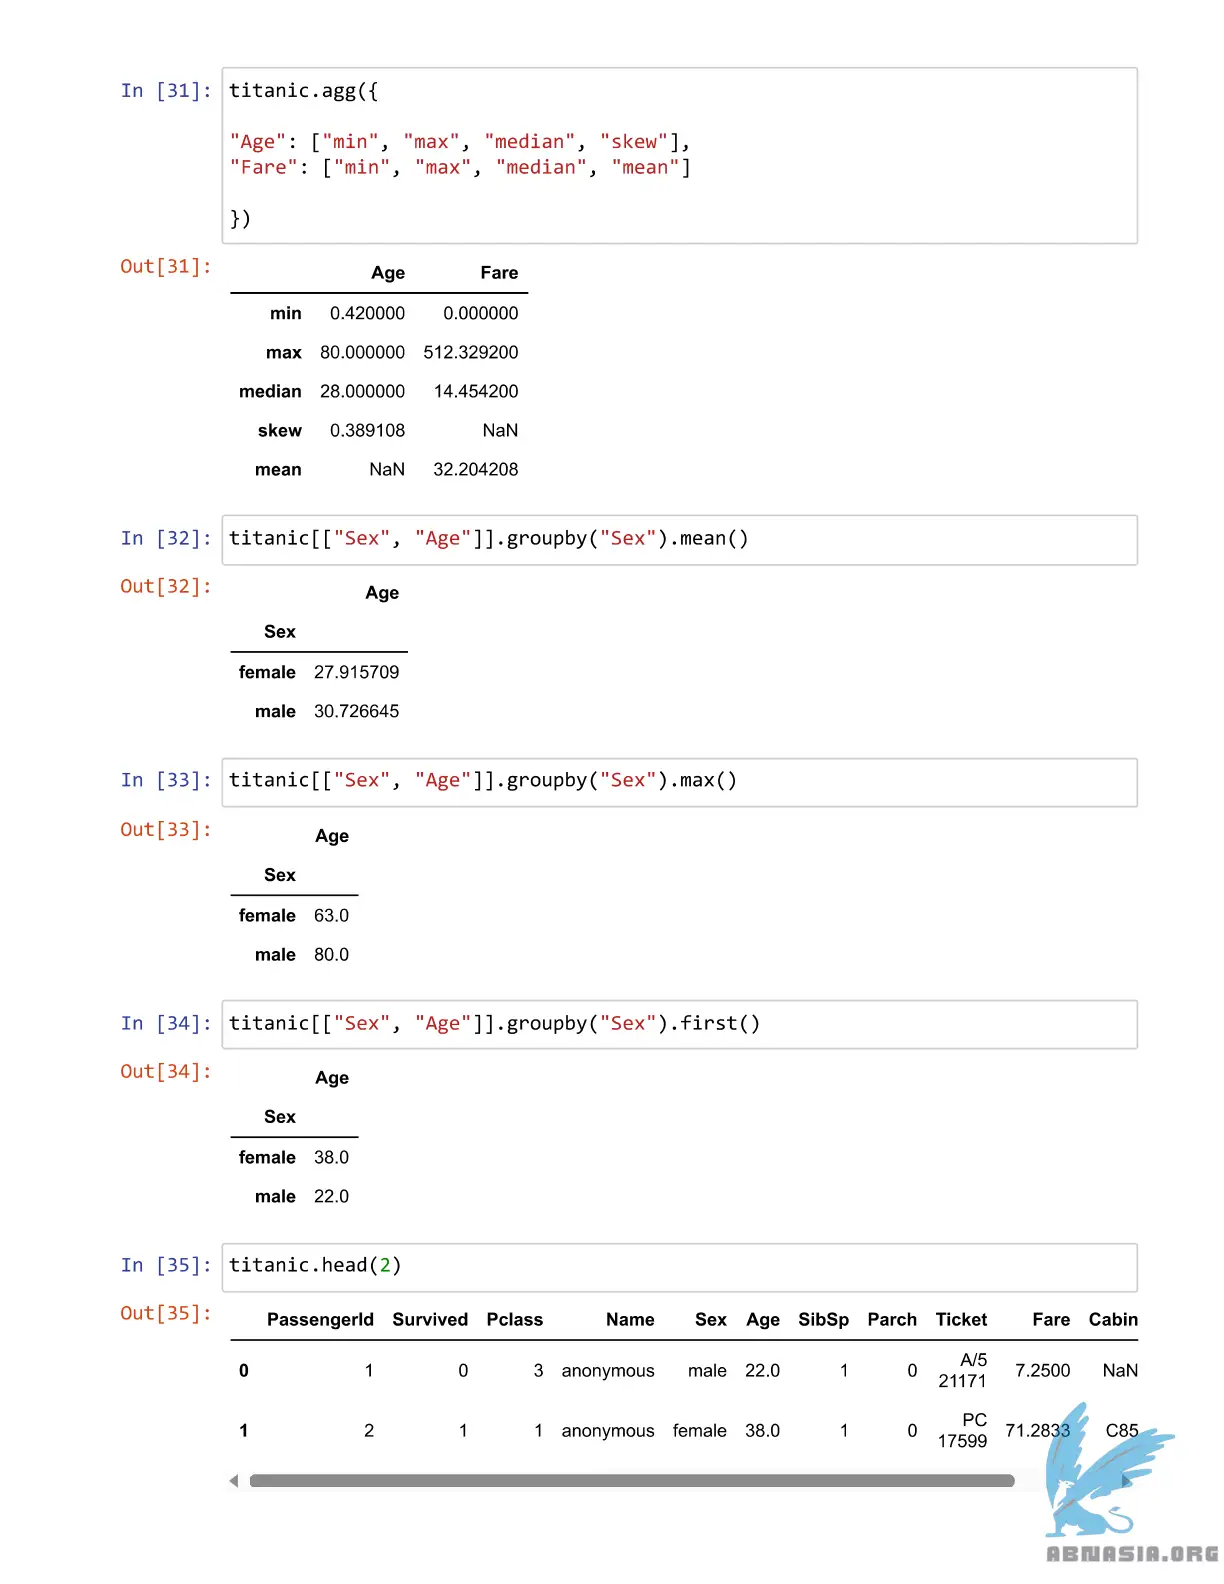 In [31]: titanic.agg({
"Age": ["min", "max", "median", "skew"],
"Fare": ["min", "max", "median", "mean"]
})
Out[31]:
Age Fare
min 0.420000 0.000000
max 80.000000 512.329200
median 28.000000 14.454200
skew 0.389108 NaN
mean NaN 32.204208
In [32]: titanic[["Sex", "Age"]].groupby("Sex").mean()
Out[32]:
Age
Sex
female 27.915709
male 30.726645
In [33]: titanic[["Sex", "Age"]].groupby("Sex").max()
Out[33]:
Age
Sex
female 63.0
male 80.0
In [34]: titanic[["Sex", "Age"]].groupby("Sex").first()
Out[34]:
Age
Sex
female 38.0
male 22.0
In [35]: titanic.head(2)
Out[35]:
PassengerId Survived Pclass Name Sex Age SibSp Parch Ticket Fare Cabin
0 1 0 3 anonymous male 22.0 1 0 A/5 21171 7.2500 NaN
1 2 1 1 anonymous female 38.0 1 0 PC 17599 71.2833 C85
ABNASIA.ORG